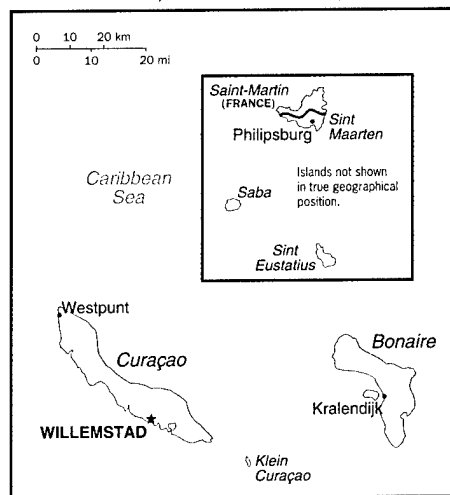 0 10 20 km
0 10 20 mi
Saint-Martin
(FRANCE)
Sint
Maarten
Philipsburg
Islands not shown
in true geographical
position.
Caribbean
Sea
Saba
Sint
Eustatius
Westpunt
Curaçao
Bonaire
Kralendijk
WILLEMSTAD
Klein
Curaçao